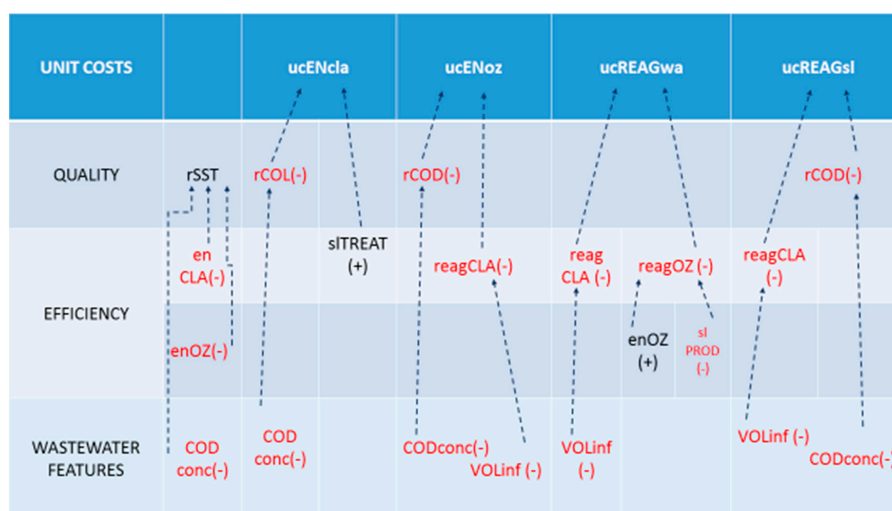 UNIT COSTS
ucENcla
ucENoz
ucREAGwa
ucREAGsl
QUALITY
rSST
rCOL(-)
rCOD(-)
rCOD(-)
EFFICIENCY
en
CLA(-)
slTREAT
(+)
reagCLA(-)
reag
CLA (-)
reagOZ (-)
reagCLA
(-)
enOZ(-)
enOZ
(+)
sl
PROD
(-)
WASTEWATER
FEATURES
COD
conc(-)
COD
conc(-)
CODconc(-)
VOLinf (-)
VOLinf
(-)
VOLinf (-)
CODconc(-)